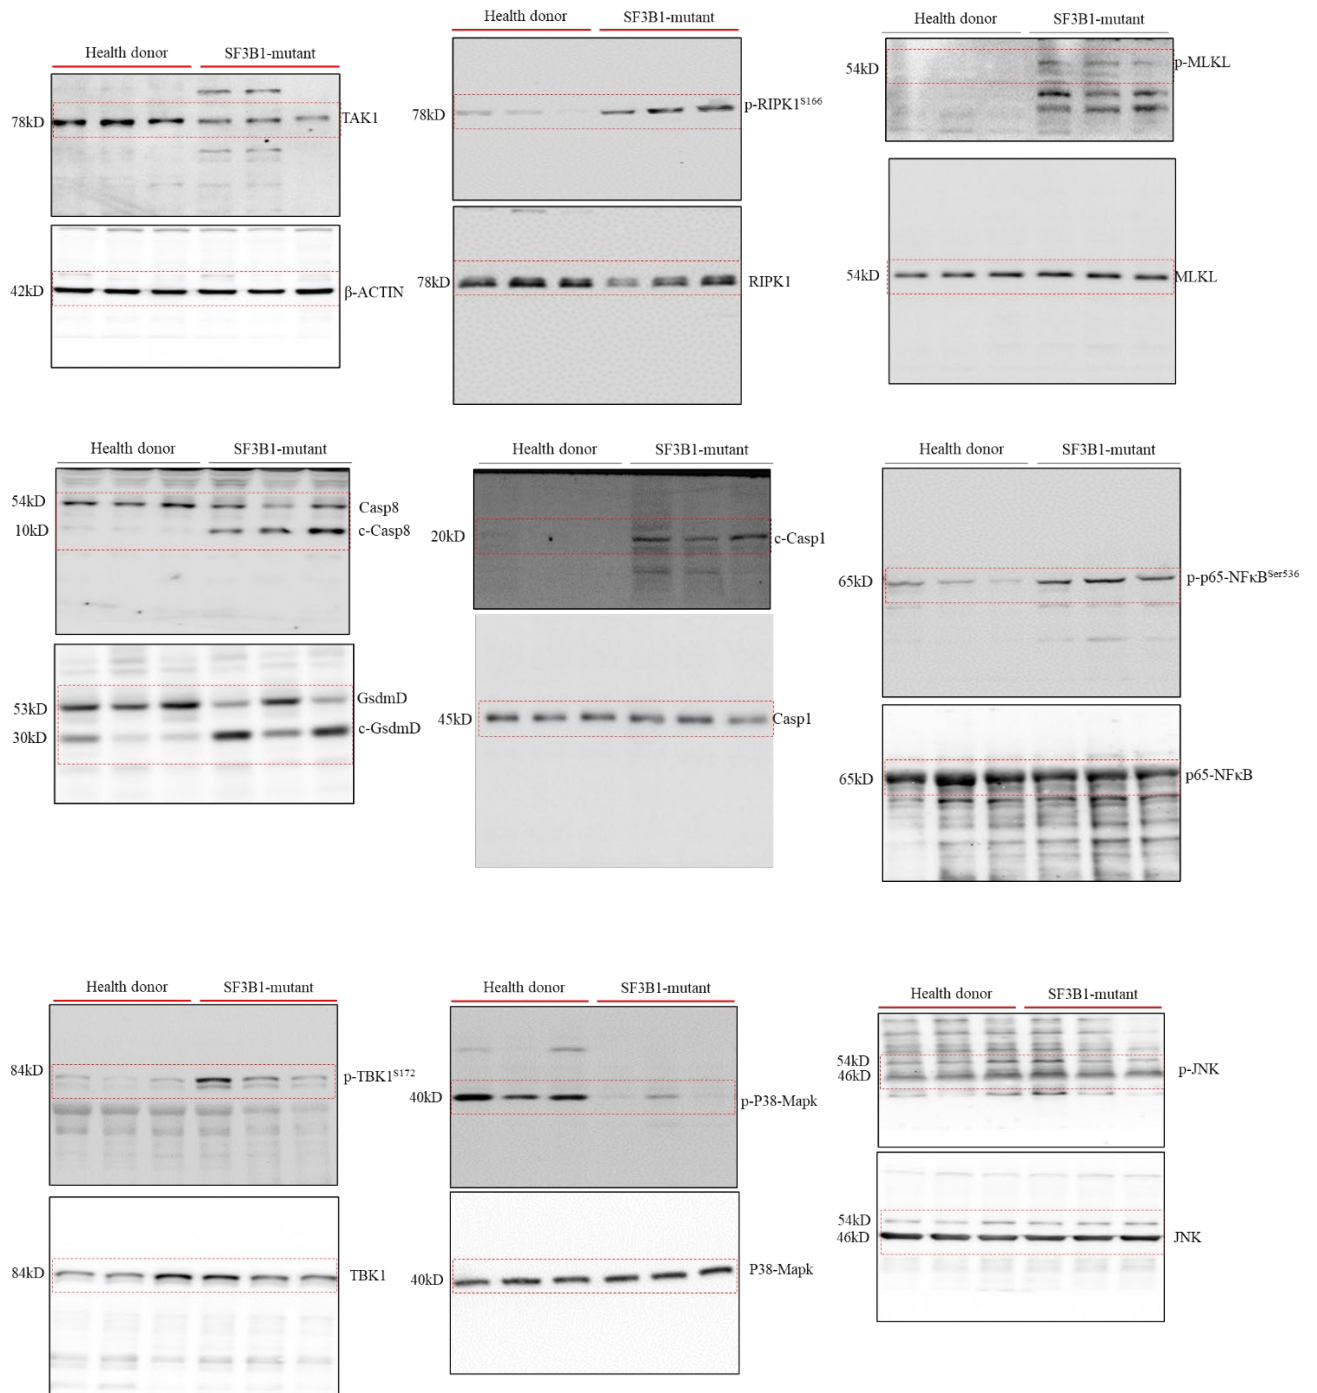 Health donor SF3B1-mutant
78kD TAK1
42kD β-ACTIN
Health donor SF3B1-mutant
78kD p-RIPK1S166
78kD RIPK1
Health donor SF3B1-mutant
54kD p-MLKL
54kD MLKL
Health donor SF3B1-mutant
54kD Casp8
10kD c-Casp8
53kD GsdmD
30kD c-GsdmD
Health donor SF3B1-mutant
20kD c-Casp1
45kD Casp1
Health donor SF3B1-mutant
65kD p-p65-NFκBSer536
65kD p65-NFκB
Health donor SF3B1-mutant
84kD p-TBK1S172
84kD TBK1
Health donor SF3B1-mutant
40kD p-P38-Mapk
40kD P38-Mapk
Health donor SF3B1-mutant
54kD
46kD p-JNK
54kD
46kD JNK